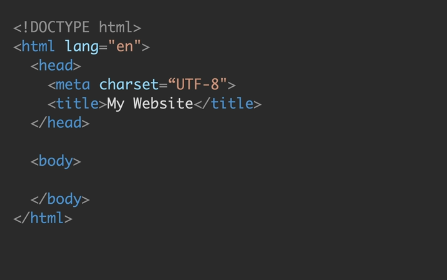 <!DOCTYPE html>
<html lang="en">
<head>
<meta charset=“UTF-8">
<title>My Website</title>
</head>
<body>
</body>
</html>